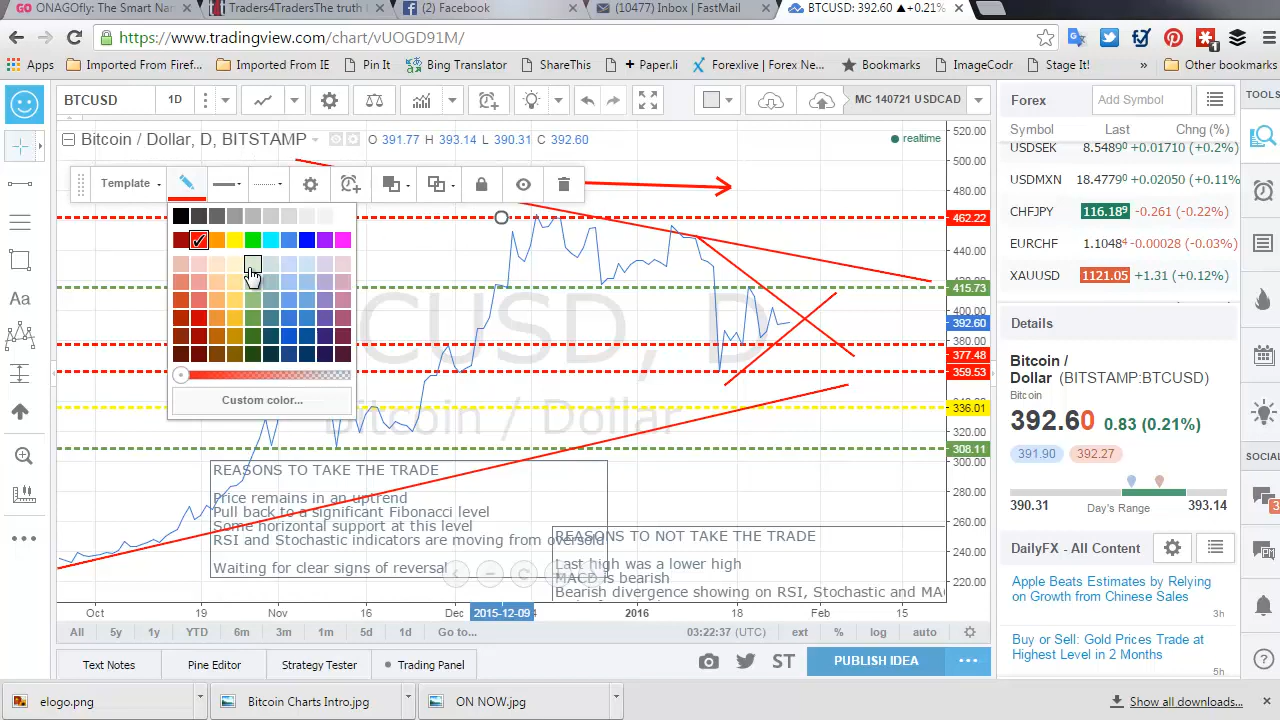 ONAGOfly: The Smart Nan
Traders4TradersThe truth t
(2) Facebook
(10477) Inbox | FastMail
BTCUSD: 392.60 ▲+0.21%
https://www.tradingview.com/chart/vUOGD91M/
Apps
Imported From Firef...
Imported From IE
Pin It
Bing Translator
ShareThis
+ Paper.li
Forexlive | Forex Ne...
Bookmarks
ImageCodr
Stage It!
»
Other bookmarks
BTCUSD
1D
MC 140721 USDCAD
Forex
Add Symbol
TOOLS
Bitcoin / Dollar, D, BITSTAMP
O 391.77 H 393.14 L 390.31 C 392.60
realtime
Symbol Last Chng (%)
USDSEK 8.5489⁰ +0.01710 (+0.2%)
USDMXN 18.4779⁰ +0.02050 (+0.11%
CHFJPY 116.18⁹ -0.261 (-0.22%)
EURCHF 1.1048⁴ -0.00028 (-0.03%)
XAUUSD 1121.05 +1.31 (+0.12%)
Template
Custom color...
BTCUSD, D
Bitcoin / Dollar
520.00
500.00
480.00
462.22
440.00
415.73
400.00
392.60
380.00
377.48
359.53
336.01
320.00
308.11
280.00
260.00
240.00
220.00
REASONS TO TAKE THE TRADE
Price remains in an uptrend
Pull back to a significant Fibonacci level
Some horizontal support at this level
RSI and Stochastic indicators are moving from oversold
Waiting for clear signs of reversal
REASONS TO NOT TAKE THE TRADE
Last high was a lower high
MACD is bearish
Bearish divergence showing on RSI, Stochastic and MAC
Oct 19 Nov 16 Dec 2015-12-09 2016 18 Feb 15
All 5y 1y YTD 6m 3m 1m 5d 1d Go to...
03:22:37 (UTC) ext % log auto
Text Notes
Pine Editor
Strategy Tester
Trading Panel
ST
PUBLISH IDEA
Details
Bitcoin /
Dollar (BITSTAMP:BTCUSD)
Bitcoin
392.60 0.83 (0.21%)
391.90 392.27
390.31 Day's Range 393.14
SOCIAL
3
DailyFX - All Content
Apple Beats Estimates by Relying
on Growth from Chinese Sales
3h
Buy or Sell: Gold Prices Trade at
Highest Level in 2 Months
5h
elogo.png
Bitcoin Charts Intro.jpg
ON NOW.jpg
Show all downloads...